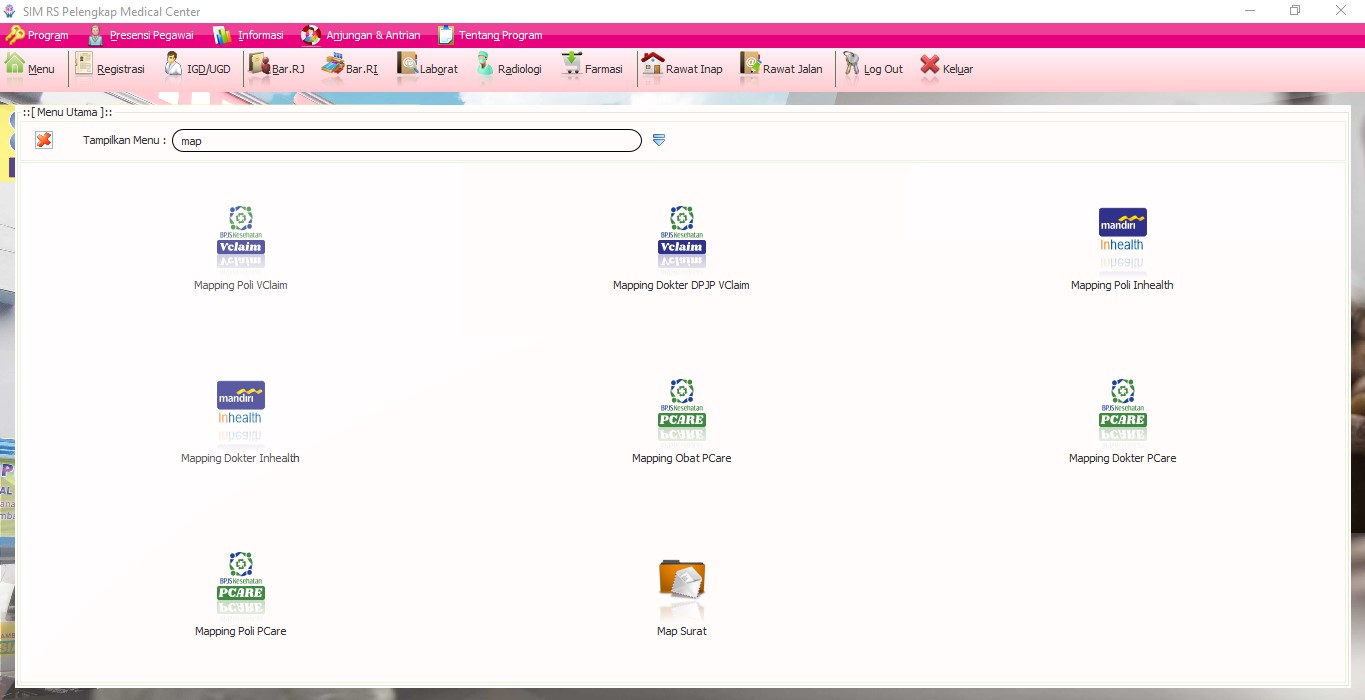 SIM RS Pelengkap Medical Center
Program Presensi Pegawai Informasi Anjungan & Antrian Tentang Program
Menu Registrasi IGD/UGD Bar.RJ Bar.RI Laborat Radiologi Farmasi Rawat Inap Rawat Jalan Log Out Keluar
::[ Menu Utama ]::
Tampilkan Menu : map
BPJS Kesehatan
Vclaim
Mapping Poli VClaim
BPJS Kesehatan
Vclaim
Mapping Dokter DPJP VClaim
mandiri
Inhealth
Mapping Poli Inhealth
mandiri
Inhealth
Mapping Dokter Inhealth
BPJS Kesehatan
PCARE
Mapping Obat PCare
BPJS Kesehatan
PCARE
Mapping Dokter PCare
BPJS Kesehatan
PCARE
Mapping Poli PCare
Map Surat